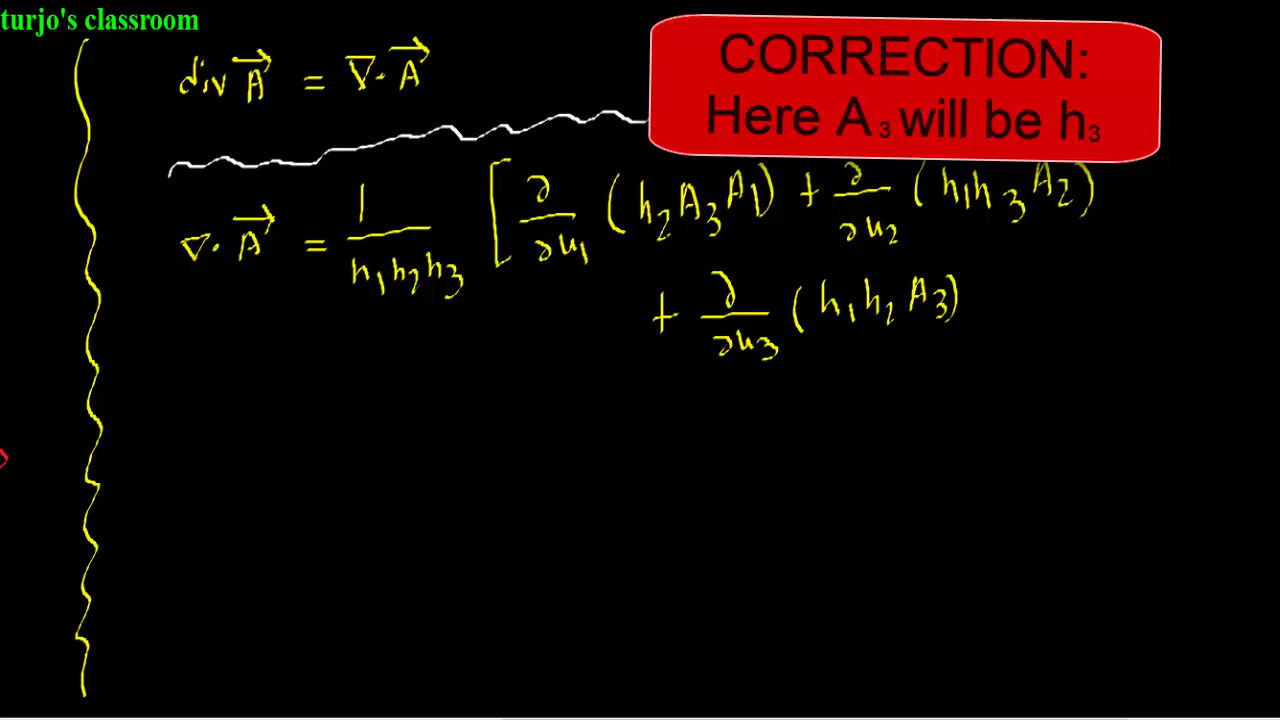 turjo's classroom
CORRECTION:
Here A₃ will be h₃
div A⃗ = ∇⋅A⃗
∇⋅A⃗ = 1/(h₁h₂h₃) [∂/∂u₁ (h₂A₃A₁) + ∂/∂u₂ (h₁h₃A₂)
+ ∂/∂u₃ (h₁h₂A₃)